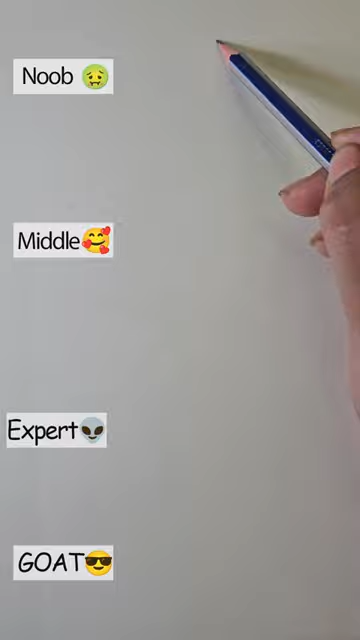 Noob 🤢
Middle🥰
Expert👽
GOAT😎